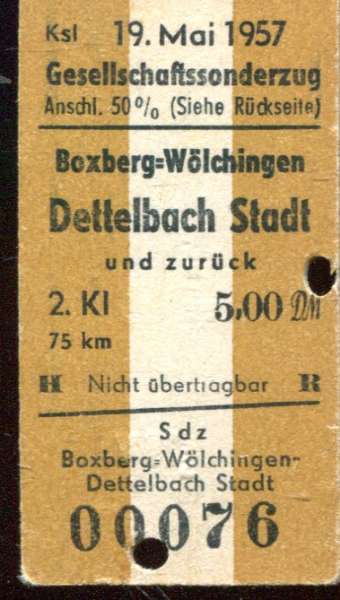 Ksl 19. Mai 1957
Gesellschaftssonderzug
Anschl. 50% (Siehe Rückseite)
Boxberg=Wölchingen
Dettelbach Stadt
und zurück
2. Kl 5,00 DM
75 km
H Nicht übertragbar R
Sdz
Boxberg=Wölchingen-
Dettelbach Stadt
00076